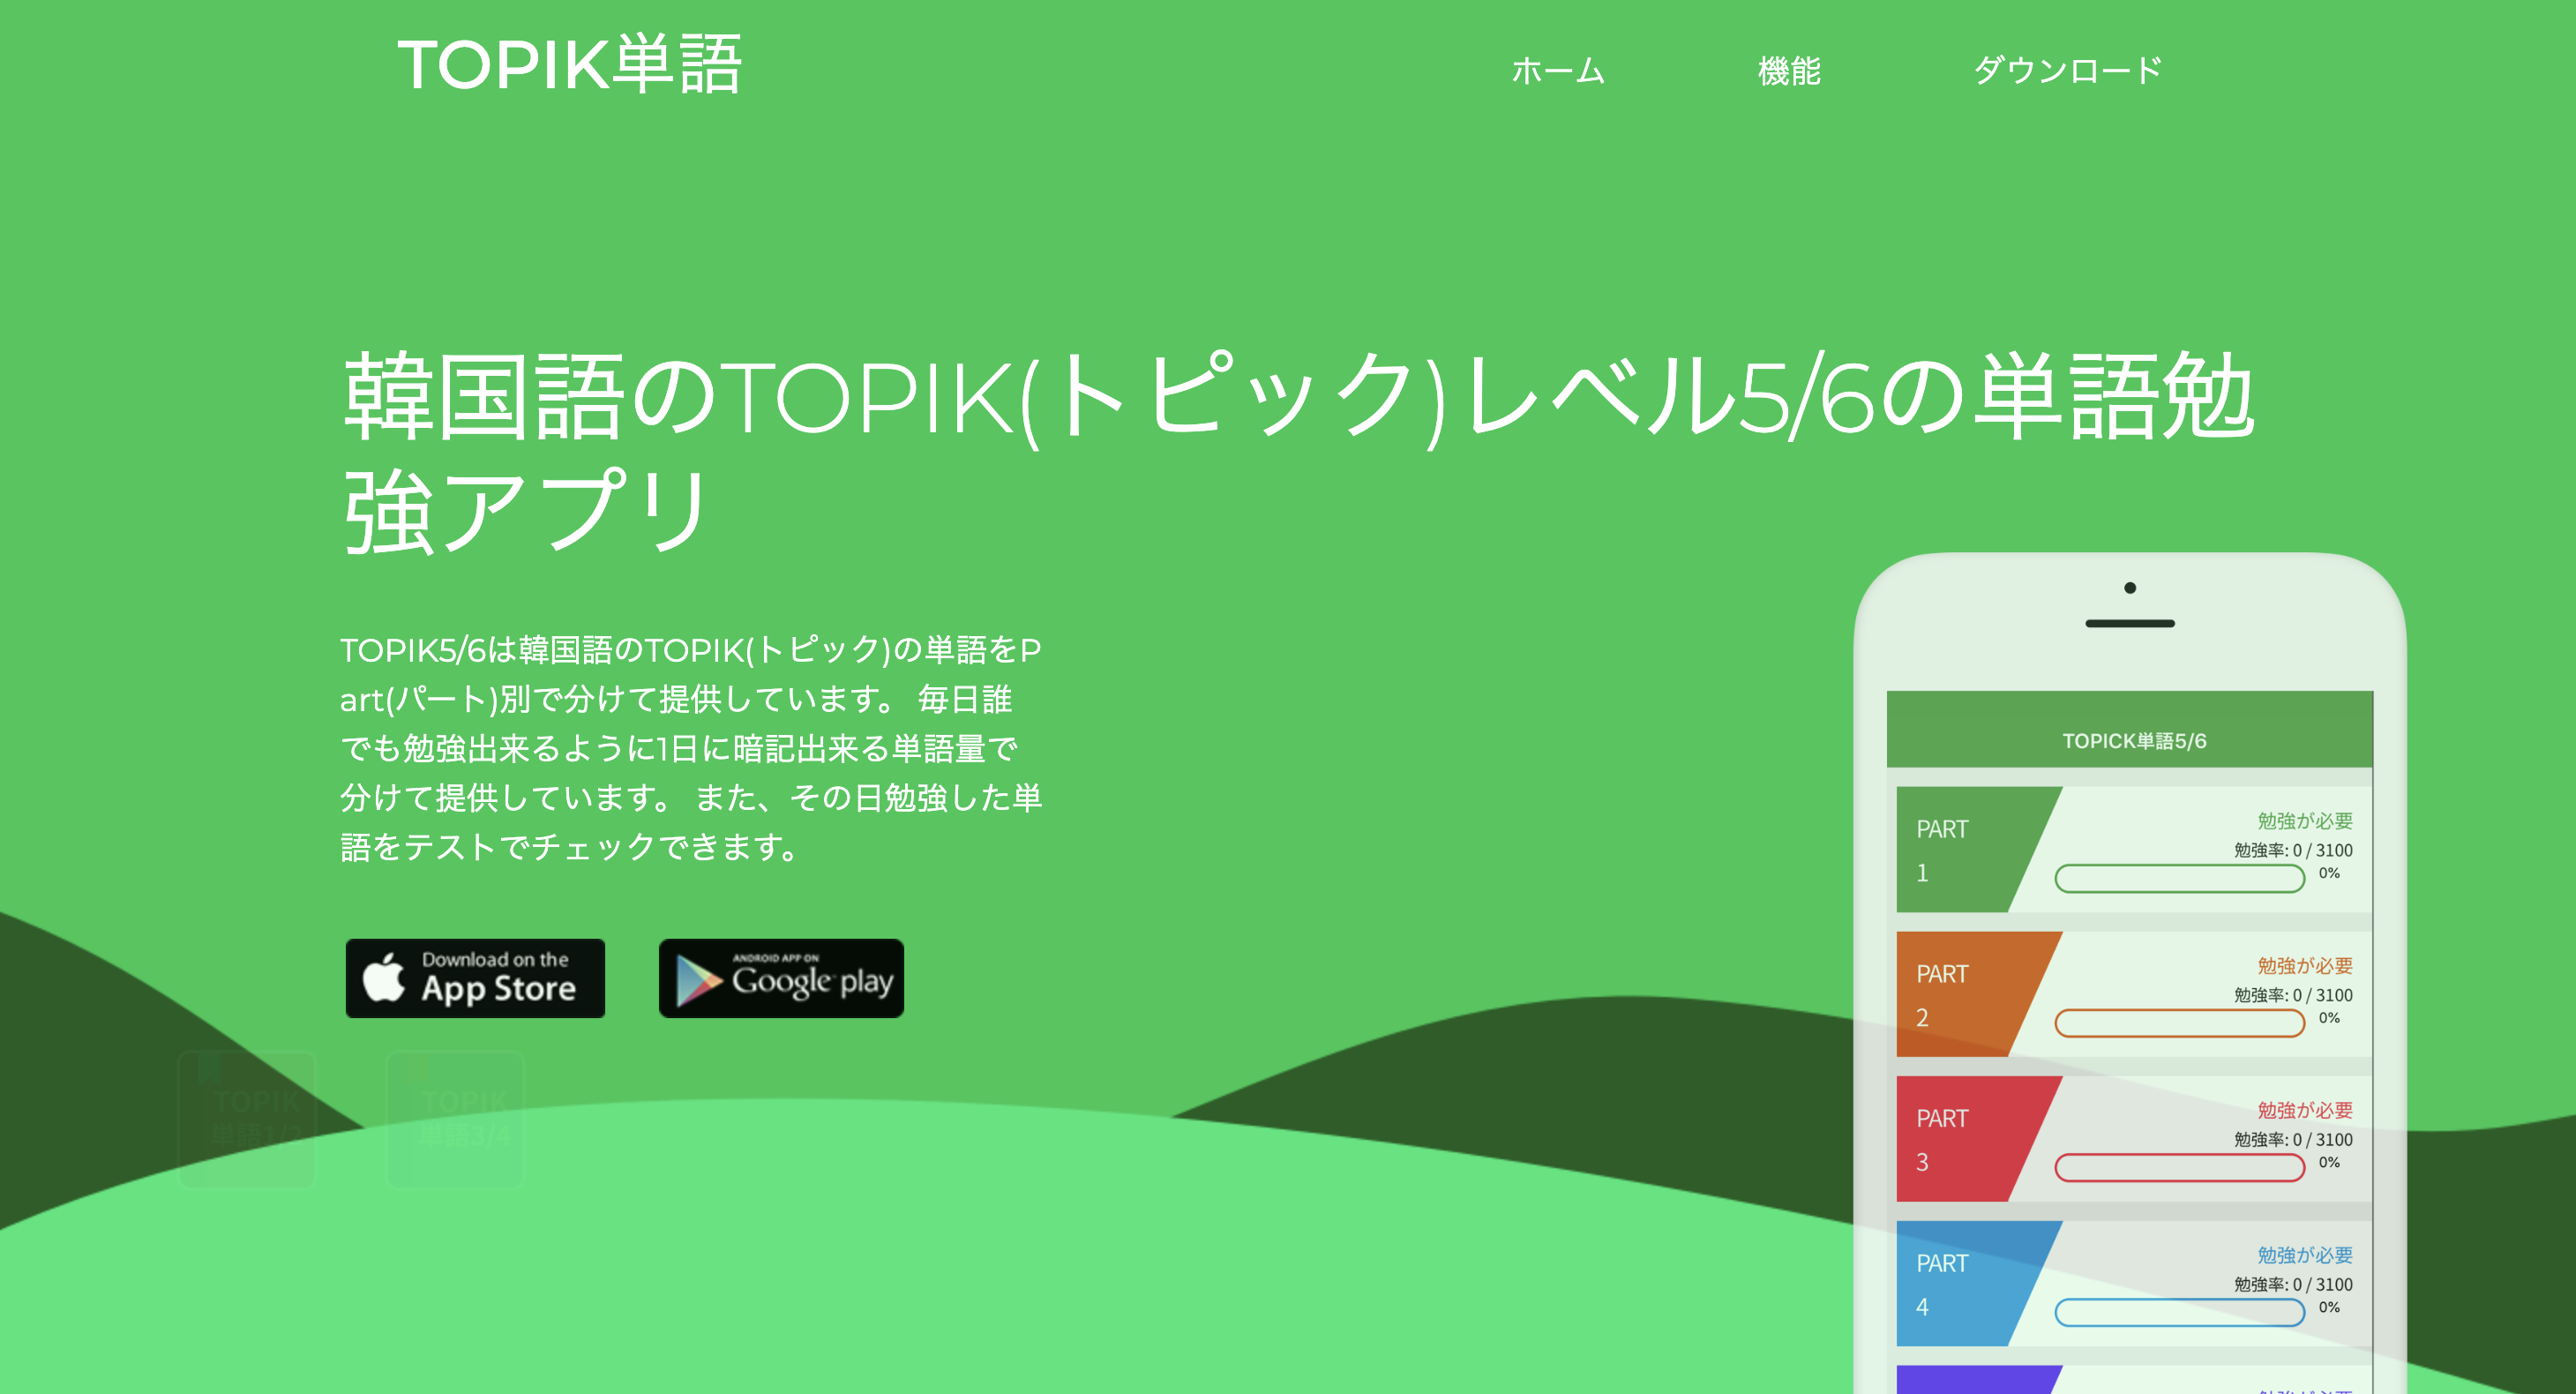 TOPIK単語
ホーム
機能
ダウンロード
韓国語のTOPIK(トピック)レベル5/6の単語勉
強アプリ
TOPIK5/6は韓国語のTOPIK(トピック)の単語をP
art(パート)別で分けて提供しています。 毎日誰
でも勉強出来るように1日に暗記出来る単語量で
分けて提供しています。 また、その日勉強した単
語をテストでチェックできます。
Download on the
App Store
ANDROID APP ON
Google play
TOPIK
単語1/2
TOPIK
単語3/4
TOPICK単語5/6
PART
1
勉強が必要
勉強率: 0 / 3100
0%
PART
2
勉強が必要
勉強率: 0 / 3100
0%
PART
3
勉強が必要
勉強率: 0 / 3100
0%
PART
4
勉強が必要
勉強率: 0 / 3100
0%